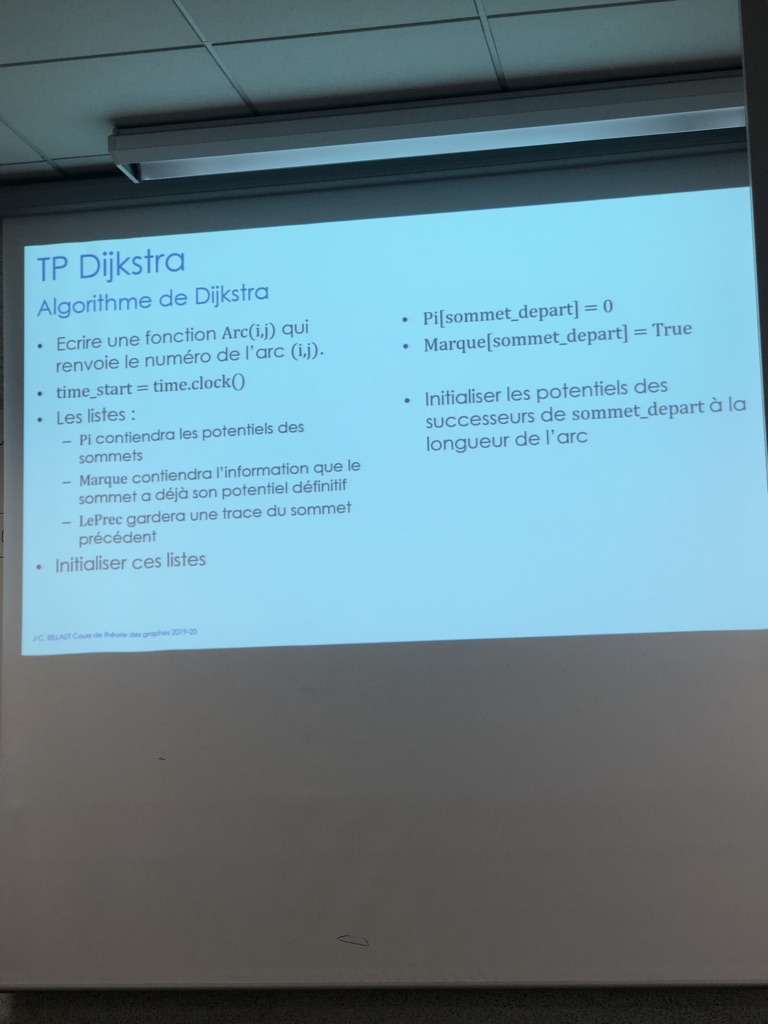 TP Dijkstra
Algorithme de Dijkstra
• Ecrire une fonction Arc(i,j) qui
renvoie le numéro de l'arc (i,j).
• time_start = time.clock()
• Les listes :
– Pi contiendra les potentiels des
sommets
– Marque contiendra l'information que le
sommet a déjà son potentiel définitif
– LePrec gardera une trace du sommet
précédent
• Initialiser ces listes
• Pi[sommet_depart] = 0
• Marque[sommet_depart] = True
• Initialiser les potentiels des
successeurs de sommet_depart à la
longueur de l'arc
J-C. BILLAUT Cours de théorie des graphes 2019-20